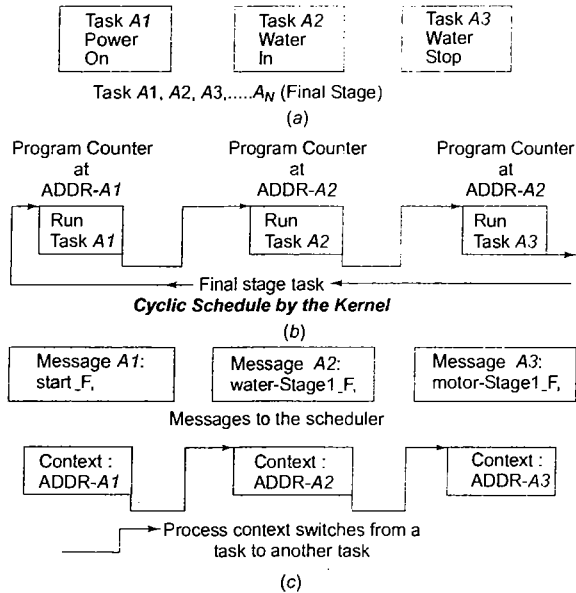 Task A1
Power
On
Task A2
Water
In
Task A3
Water
Stop
Task A1, A2, A3,.....AN (Final Stage)
(a)
Program Counter
at
ADDR-A1
Program Counter
at
ADDR-A2
Program Counter
at
ADDR-A2
Run
Task A1
Run
Task A2
Run
Task A3
Final stage task
Cyclic Schedule by the Kernel
(b)
Message A1:
start_F,
Message A2:
water-Stage1_F,
Message A3:
motor-Stage1_F,
Messages to the scheduler
Context :
ADDR-A1
Context :
ADDR-A2
Context :
ADDR-A3
Process context switches from a
task to another task
(c)